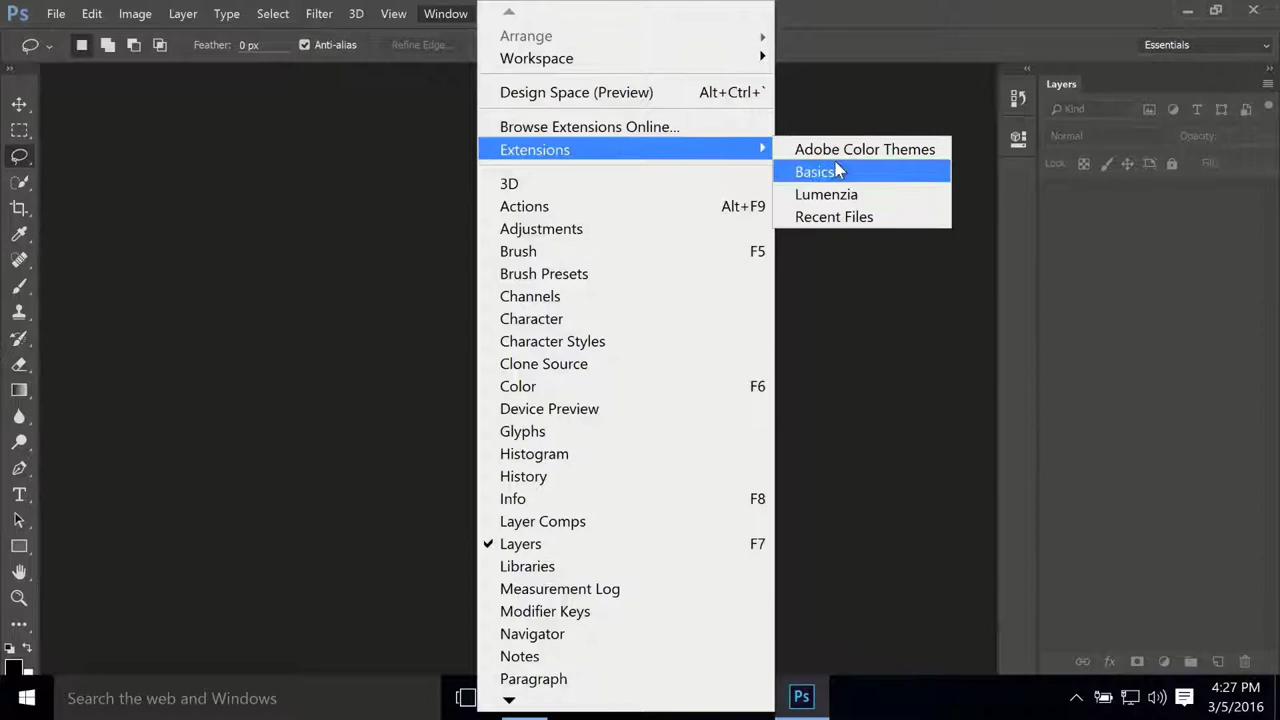 Ps File Edit Image Layer Type Select Filter 3D View Window
Feather: 0 px Anti-alias Refine Edge... Essentials
Arrange
Workspace
Design Space (Preview) Alt+Ctrl+`
Browse Extensions Online...
Extensions
Adobe Color Themes
Basics
Lumenzia
Recent Files
3D
Actions Alt+F9
Adjustments
Brush F5
Brush Presets
Channels
Character
Character Styles
Clone Source
Color F6
Device Preview
Glyphs
Histogram
History
Info F8
Layer Comps
Layers F7
Libraries
Measurement Log
Modifier Keys
Navigator
Notes
Paragraph
Layers
Kind
Normal Opacity:
Lock: Fill:
Search the web and Windows
Ps
4:27 PM
3/5/2016